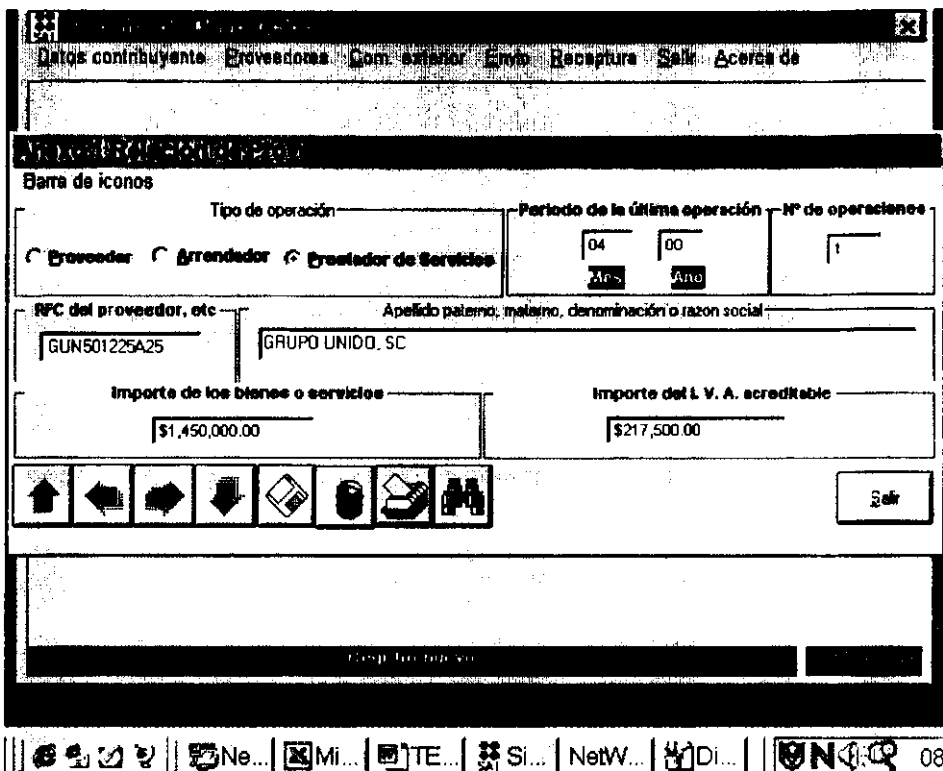 Datos contribuyente Proveedores Com. exterior Envio Recaptura Salir Acerca de
Barra de iconos
Tipo de operación
Periodo de la última operación
Nº de operaciones
Proveedor Arrendador Prestador de Servicios
04 00
1
Mes Ano
RFC del proveedor, etc
Apellido paterno, materno, denominación o razon social
GUN501225A25
GRUPO UNIDO, SC
Importe de los bienes o servicios
Importe del I. V. A. acreditable
$1,450,000.00
$217,500.00
Salir
Ne... Mi... TE... Si... NetW... Di... 08